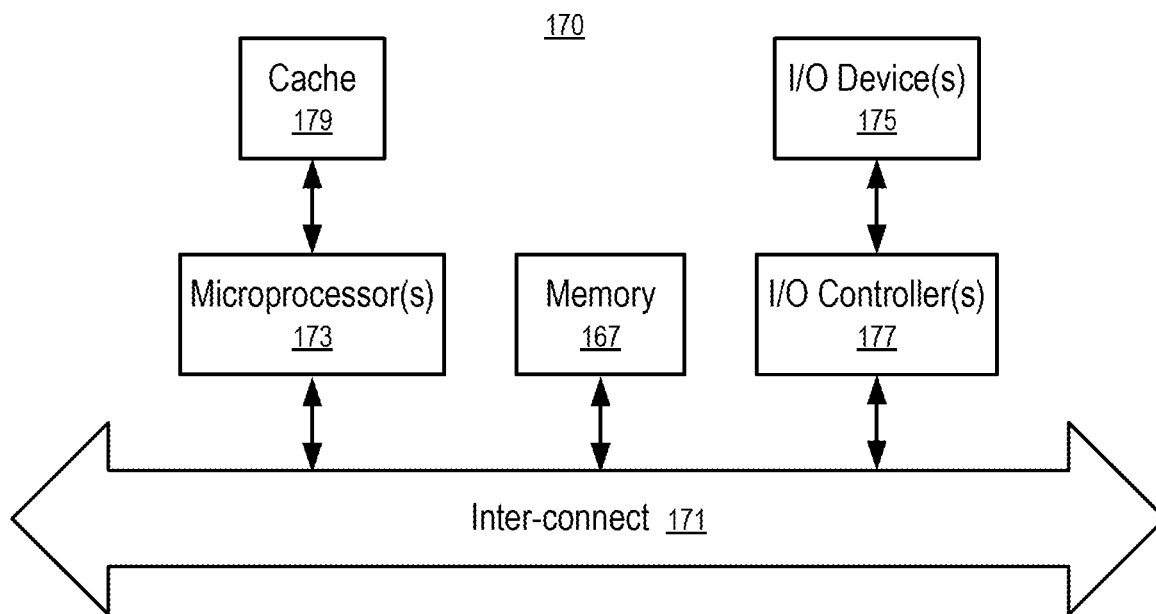 170
Cache
179
I/O Device(s)
175
Microprocessor(s)
173
Memory
167
I/O Controller(s)
177
Inter-connect 171